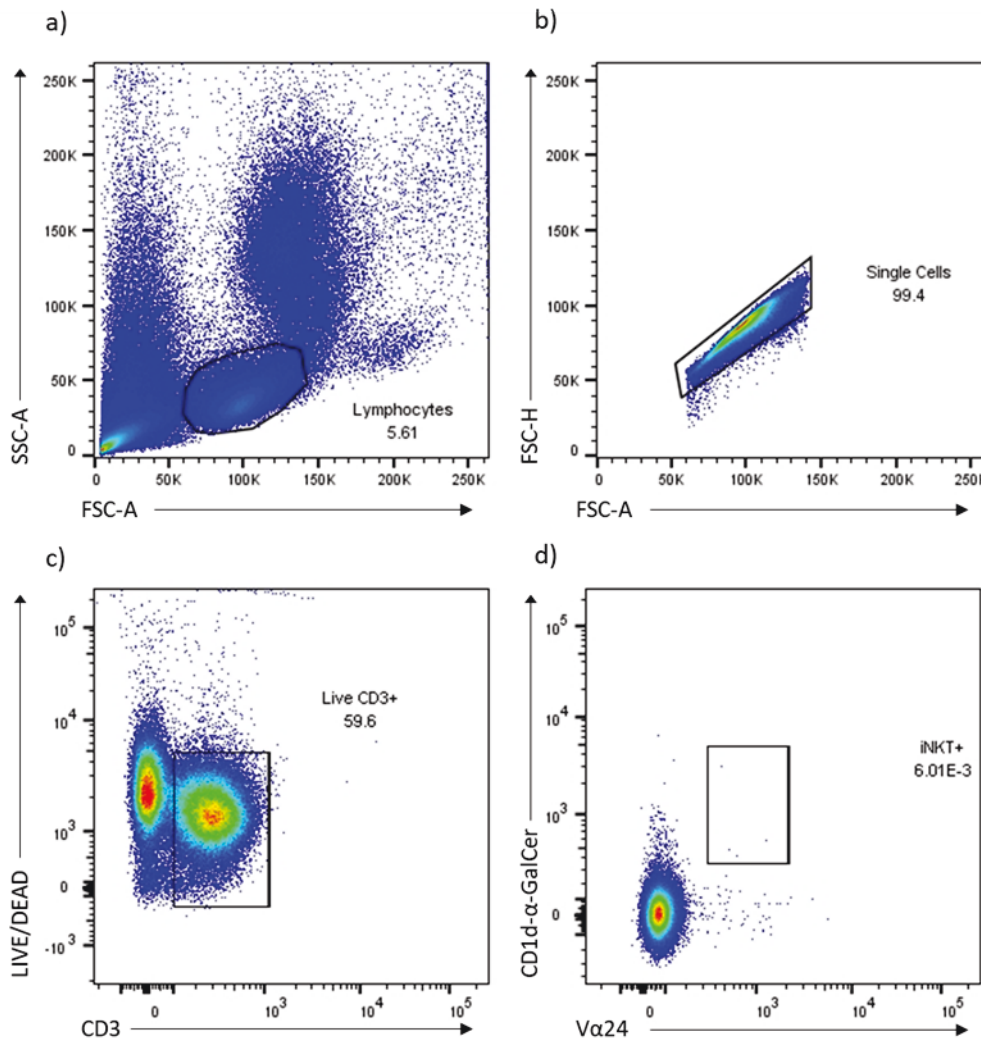 a)
250K
200K
150K
100K
50K
0
0 50K 100K 150K 200K 250K
SSC-A
FSC-A
Lymphocytes
5.61
b)
250K
200K
150K
100K
50K
0
0 50K 100K 150K 200K 250K
FSC-H
FSC-A
Single Cells
99.4
c)
10^5
10^4
10^3
0
-10^3
0 10^3 10^4 10^5
LIVE/DEAD
CD3
Live CD3+
59.6
d)
10^5
10^4
10^3
0
0 10^3 10^4 10^5
CD1d-α-GalCer
Vα24
iNKT+
6.01E-3